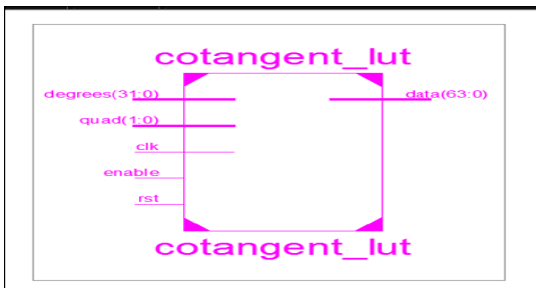 cotangent_lut
degrees(31:0) data(63:0)
quad(1:0)
clk
enable
rst
cotangent_lut